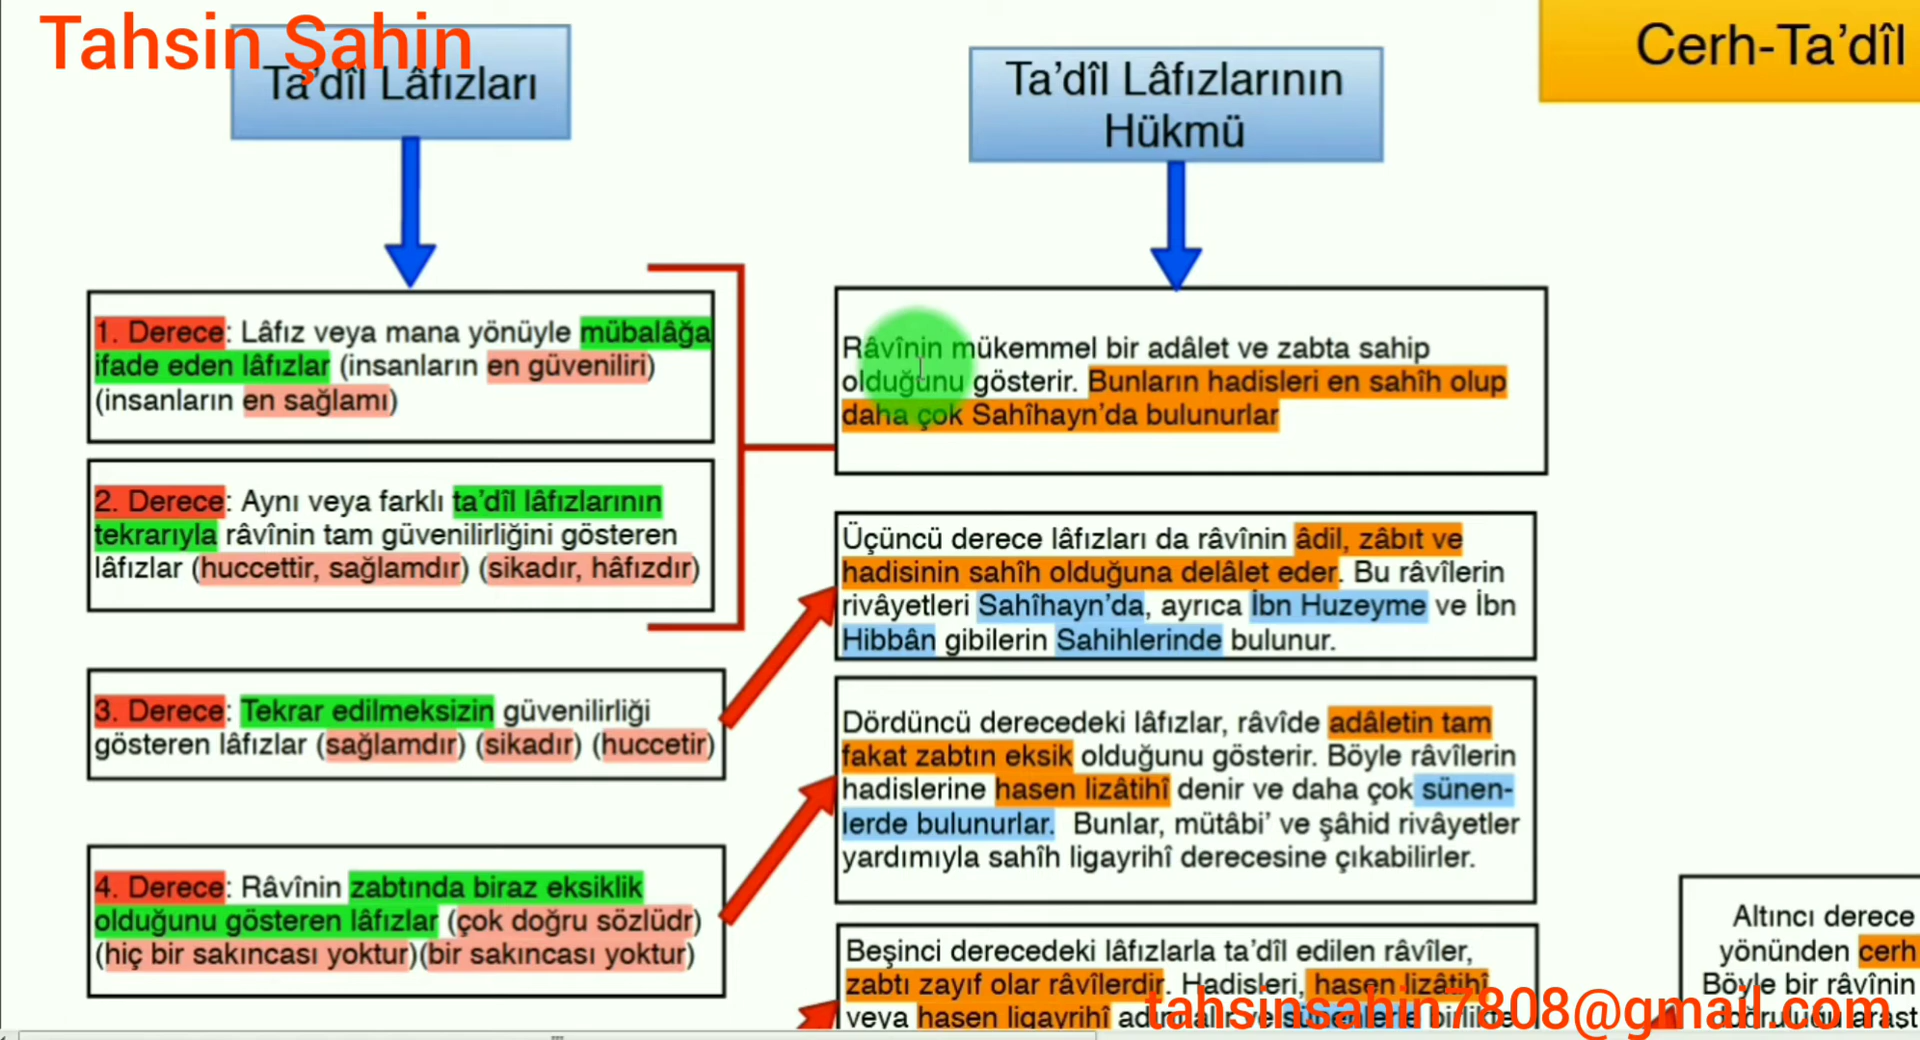 Tahsin Şahin
Ta’dîl Lâfızları
Ta’dîl Lâfızlarının
Hükmü
Cerh-Ta’dîl
1. Derece: Lâfız veya mana yönüyle mübalâğa
ifade eden lâfızlar (insanların en güveniliri)
(insanların en sağlamı)
2. Derece: Aynı veya farklı ta’dîl lâfızlarının
tekrarıyla râvînin tam güvenilirliğini gösteren
lâfızlar (huccettir, sağlamdır) (sikadır, hâfızdır)
3. Derece: Tekrar edilmeksizin güvenilirliği
gösteren lâfızlar (sağlamdır) (sikadır) (huccetir)
4. Derece: Râvînin zabtında biraz eksiklik
olduğunu gösteren lâfızlar (çok doğru sözlüdr)
(hiç bir sakıncası yoktur)(bir sakıncası yoktur)
Râvînin mükemmel bir adâlet ve zabta sahip
olduğunu gösterir. Bunların hadisleri en sahîh olup
daha çok Sahîhayn’da bulunurlar
Üçüncü derece lâfızları da râvînin âdil, zâbıt ve
hadisinin sahîh olduğuna delâlet eder. Bu râvîlerin
rivâyetleri Sahîhayn’da, ayrıca İbn Huzeyme ve İbn
Hibbân gibilerin Sahihlerinde bulunur.
Dördüncü derecedeki lâfızlar, râvîde adâletin tam
fakat zabtın eksik olduğunu gösterir. Böyle râvîlerin
hadislerine hasen lizâtihî denir ve daha çok sünen-
lerde bulunurlar. Bunlar, mütâbi’ ve şâhid rivâyetler
yardımıyla sahîh ligayrihî derecesine çıkabilirler.
Beşinci derecedeki lâfızlarla ta’dîl edilen râvîler,
zabtı zayıf olar râvîlerdir. Hadisleri, hasen lizâtihî
veya hasen ligayrihî birlikte
Altıncı derece
yönünden cerh
Böyle bir râvînin
tahsinsahin7808@gmail.com